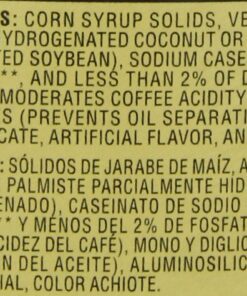 S: CORN SYRUP SOLIDS, VE
HYDROGENATED COCONUT OR
TED SOYBEAN), SODIUM CASE
**, AND LESS THAN 2% OF
MODERATES COFFEE ACIDITY
S (PREVENTS OIL SEPARATI
CATE, ARTIFICIAL FLAVOR, AN
: SÓLIDOS DE JARABE DE MAÍZ, A
PALMISTE PARCIALMENTE HID
ENADO), CASEINATO DE SODIO
** Y MENOS DEL 2% DE FOSFAT
CIDEZ DEL CAFÉ), MONO Y DIGLIC
N DEL ACEITE), ALUMINOSILIC
IAL, COLOR ACHIOTE.